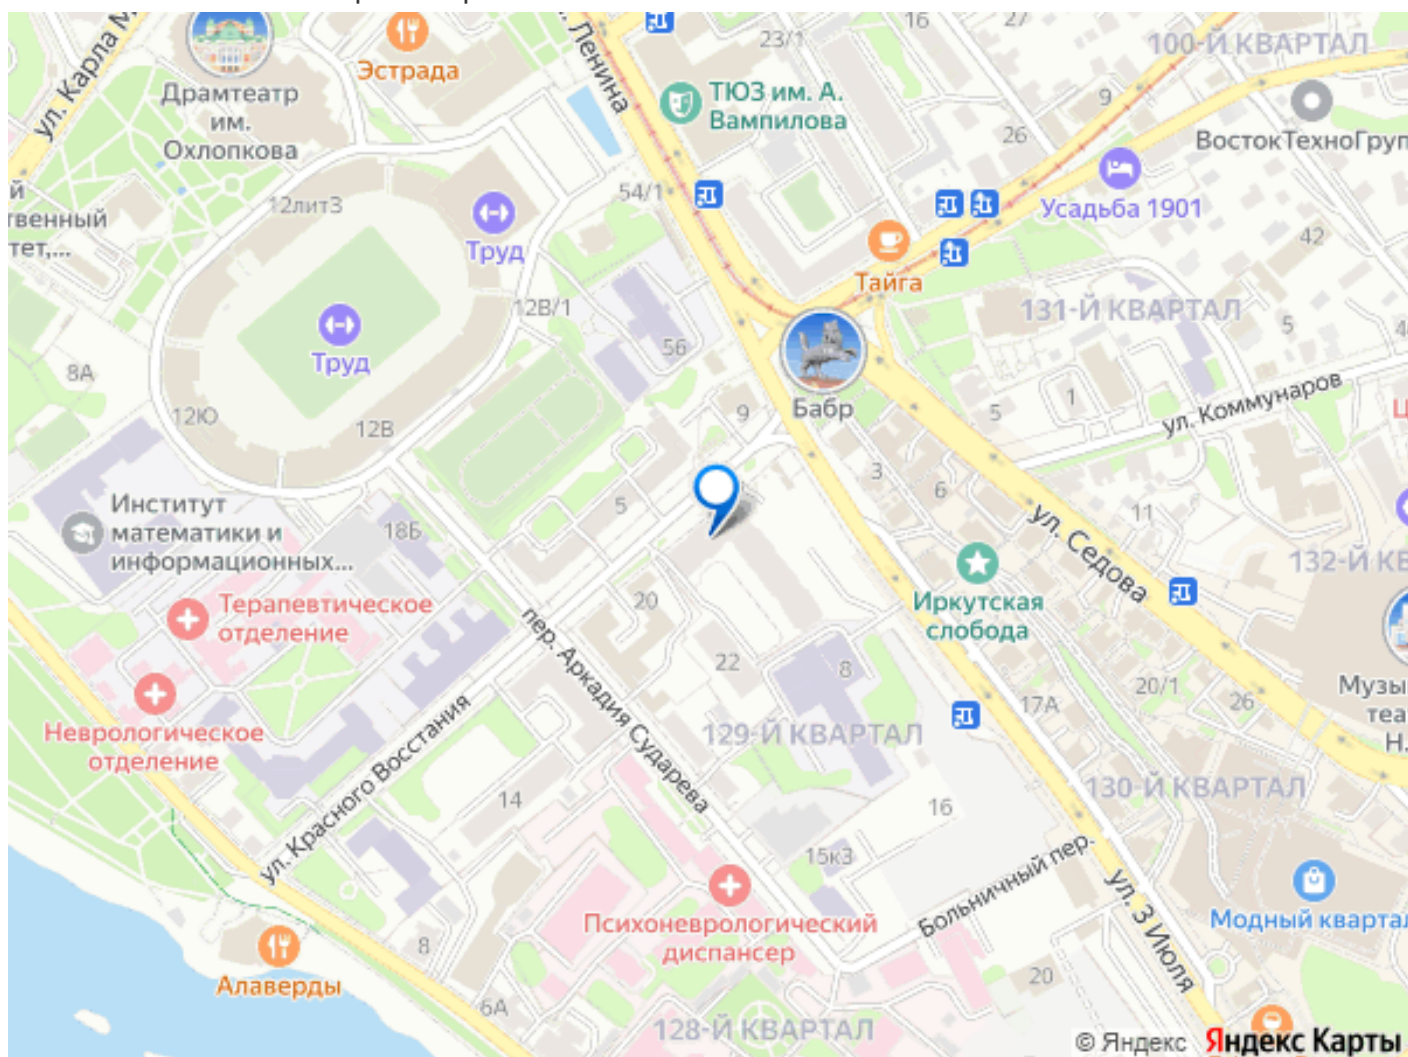 ул. Карла М
Эстрада
Драмтеатр
им.
Охлопкова
ул. Ленина
23/1
16
27
100-Й КВАРТАЛ
ТЮЗ им. А.
Вампилова
9
26
ВостокТехноГруп
й
твенный
тет,...
12лит3
Труд
54/1
Усадьба 1901
42
Тайга
12В/1
131-Й КВАРТАЛ
5
Труд
56
8А
12Ю
12В
9
Бабр
5
1
ул. Коммунаров
Ц
3
6
5
11
Институт
математики и
информационных...
18Б
ул. Седова
132-Й КВ
Терапевтическое
отделение
20
Иркутская
слобода
пер. Аркадия Сударева
22
8
17А
20/1
26
Музы
теа
Н.
Неврологическое
отделение
129-Й КВАРТАЛ
ул. Красного Восстания
14
130-Й КВАРТАЛ
16
15к3
Больничный пер.
ул. 3 Июля
Модный квартал
Психоневрологический
диспансер
8
Алаверды
6А
20
128-Й КВАРТАЛ
© Яндекс Яндекс Карты